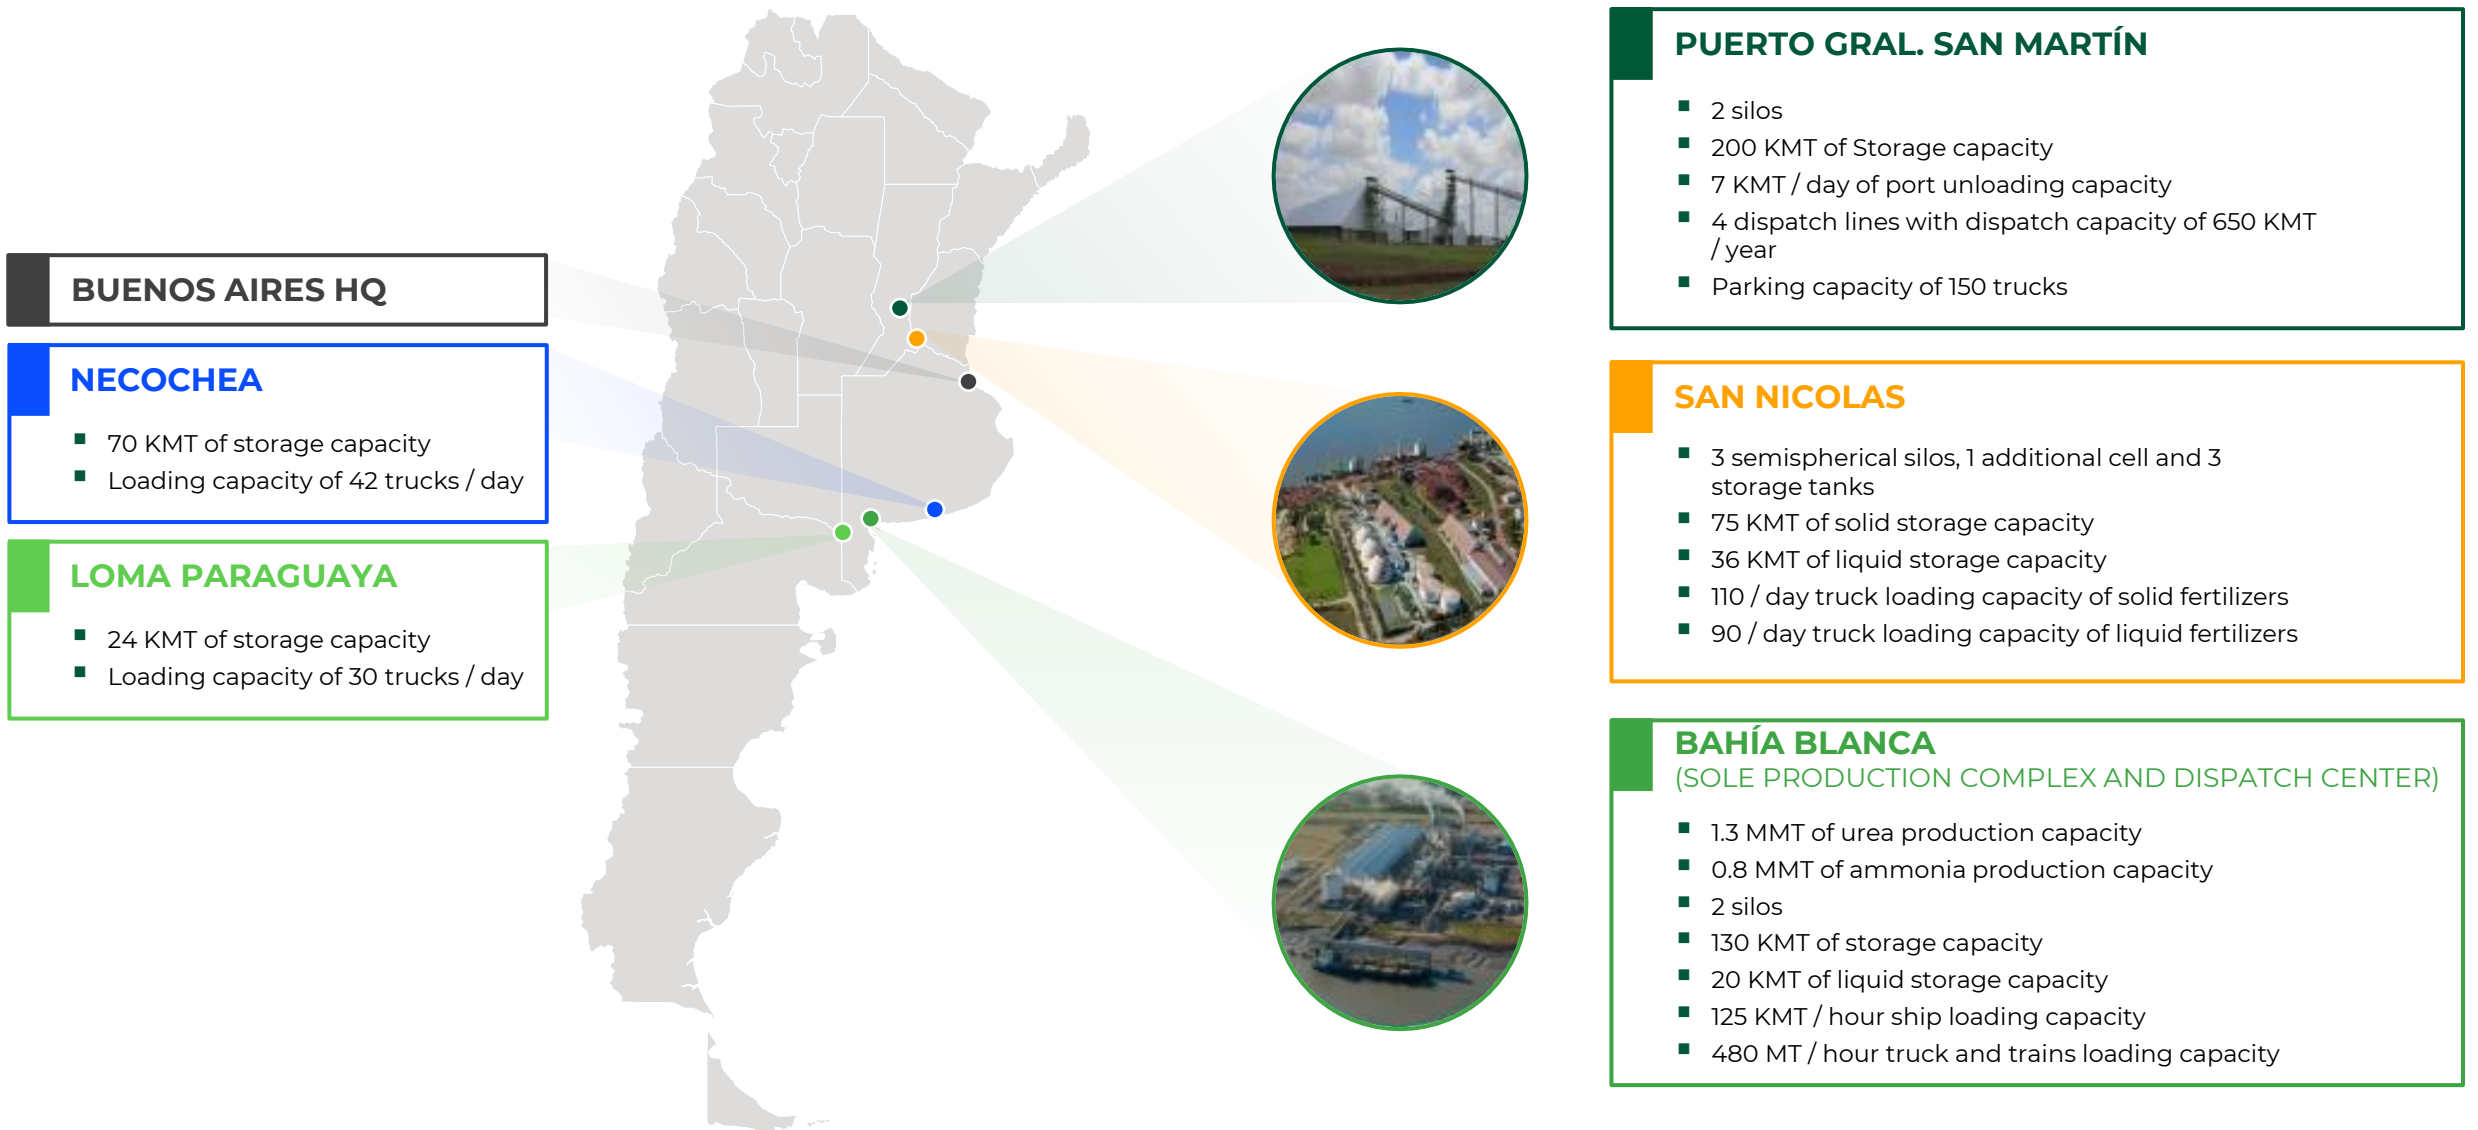 BUENOS AIRES HQ
NECOCHEA
70 KMT of storage capacity
Loading capacity of 42 trucks / day
LOMA PARAGUAYA
24 KMT of storage capacity
Loading capacity of 30 trucks / day
PUERTO GRAL. SAN MARTÍN
2 silos
200 KMT of Storage capacity
7 KMT / day of port unloading capacity
4 dispatch lines with dispatch capacity of 650 KMT
/ year
Parking capacity of 150 trucks
SAN NICOLAS
3 semispherical silos, 1 additional cell and 3
storage tanks
75 KMT of solid storage capacity
36 KMT of liquid storage capacity
110 / day truck loading capacity of solid fertilizers
90 / day truck loading capacity of liquid fertilizers
BAHÍA BLANCA
(SOLE PRODUCTION COMPLEX AND DISPATCH CENTER)
1.3 MMT of urea production capacity
0.8 MMT of ammonia production capacity
2 silos
130 KMT of storage capacity
20 KMT of liquid storage capacity
125 KMT / hour ship loading capacity
480 MT / hour truck and trains loading capacity